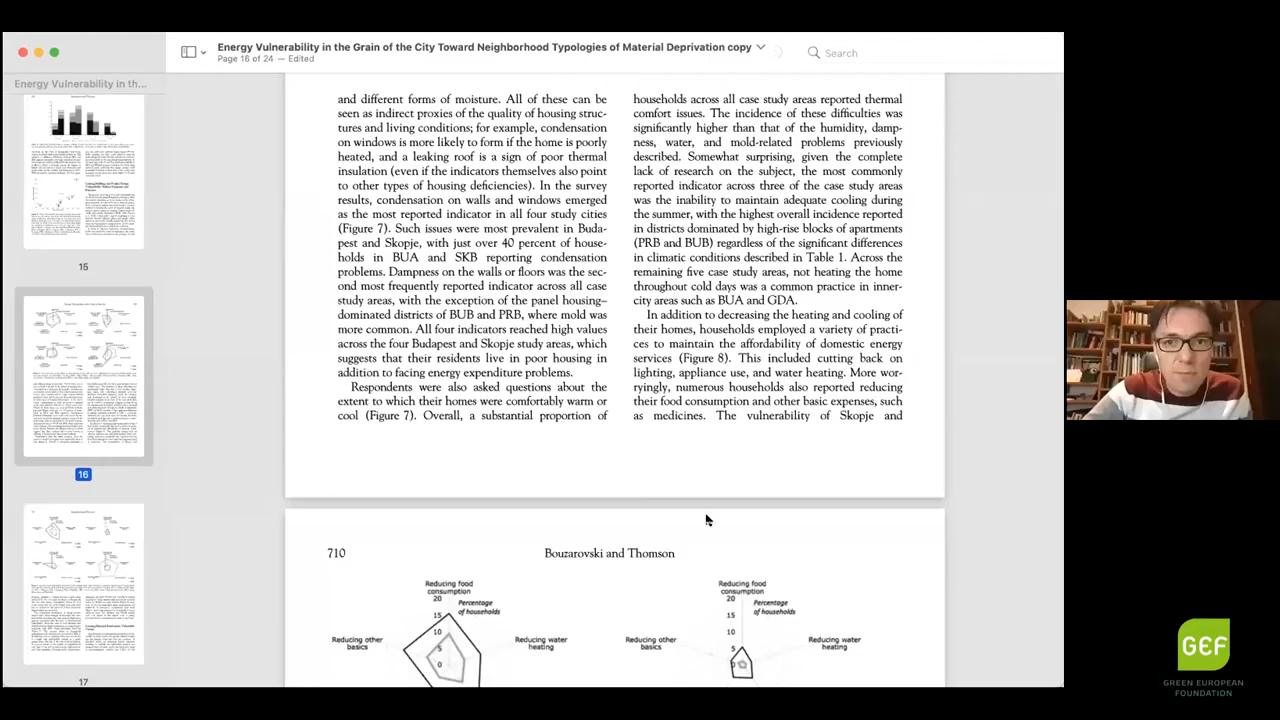 Energy Vulnerability in the Grain of the City Toward Neighborhood Typologies of Material Deprivation copy
Page 16 of 24 – Edited
Search
Energy Vulnerability in th...
15
16
17
and different forms of moisture. All of these can be
seen as indirect proxies of the quality of housing struc-
tures and living conditions; for example, condensation
on windows is more likely to form if the home is poorly
heated, and a leaking roof is a sign of poor thermal
insulation (even if the indicators themselves also point
to other types of housing deficiencies). In the survey
results, condensation on walls and windows emerged
as the most reported indicator in all case study cities
(Figure 7). Such issues were most prevalent in Buda-
pest and Skopje, with just over 40 percent of house-
holds in BUA and SKB reporting condensation
problems. Dampness on the walls or floors was the sec-
ond most frequently reported indicator across all case
study areas, with the exception of the panel housing–
dominated districts of BUB and PRB, where mold was
more common. All four indicators reached high values
across the four Budapest and Skopje study areas, which
suggests that their residents live in poor housing in
addition to facing energy expenditure problems.
Respondents were also asked questions about the
extent to which their homes were comfortably warm or
cool (Figure 7). Overall, a substantial proportion of
households across all case study areas reported thermal
comfort issues. The incidence of these difficulties was
significantly higher than that of the humidity, damp-
ness, water, and mold-related problems previously
described. Somewhat surprising, given the complete
lack of research on the subject, the most commonly
reported indicator across three of the case study areas
was the inability to maintain adequate cooling during
the summer, with the highest overall incidence reported
in districts dominated by high-rise blocks of apartments
(PRB and BUB) regardless of the significant differences
in climatic conditions described in Table 1. Across the
remaining five case study areas, not heating the home
throughout cold days was a common practice in inner-
city areas such as BUA and GDA.
In addition to decreasing the heating and cooling of
their homes, households employed a variety of practi-
ces to maintain the affordability of domestic energy
services (Figure 8). This included cutting back on
lighting, appliance use, and water heating. More wor-
ryingly, numerous households also reported reducing
their food consumption and other basic expenses, such
as medicines. The vulnerability of Skopje and
710
Bouzarovski and Thomson
Reducing food
consumption
20
Percentage
of households
15
10
5
0
Reducing other
basics
Reducing water
heating
Reducing food
consumption
20
Percentage
of households
15
10
5
0
Reducing other
basics
Reducing water
heating
GEF
GREEN EUROPEAN
FOUNDATION